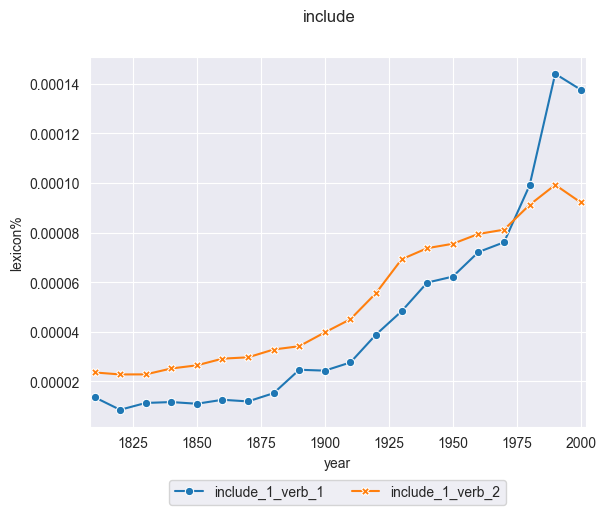 include
0.00014
0.00012
0.00010
0.00008
0.00006
0.00004
0.00002
lexicon%
1825 1850 1875 1900 1925 1950 1975 2000
year
include_1_verb_1 include_1_verb_2